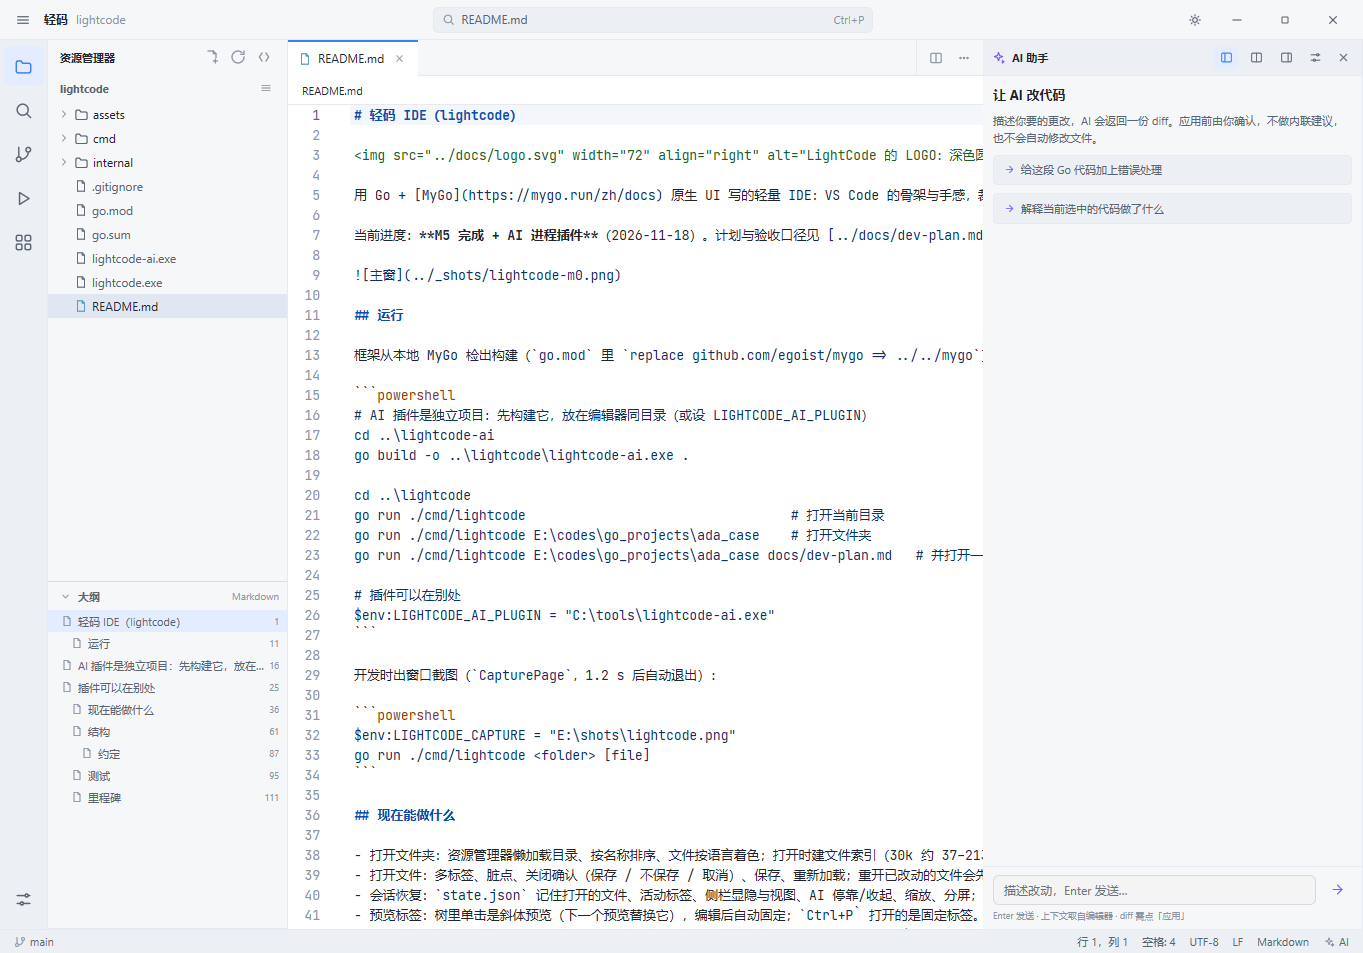 轻码 lightcode
README.md Ctrl+P
资源管理器
lightcode
assets
cmd
internal
.gitignore
go.mod
go.sum
lightcode-ai.exe
lightcode.exe
README.md
大纲 Markdown
轻码 IDE（lightcode） 1
运行 11
AI 插件是独立项目：先构建它，放在... 16
插件可以在别处 25
现在能做什么 36
结构 61
约定 87
测试 95
里程碑 111
README.md
README.md
1 # 轻码 IDE（lightcode）
2
3 <img src="../docs/logo.svg" width="72" align="right" alt="LightCode 的 LOGO：深色
4
5 用 Go + [MyGo](https://mygo.run/zh/docs) 原生 UI 写的轻量 IDE：VS Code 的骨架与手感，
6
7 当前进度：**M5 完成 + AI 进程插件**（2026-11-18）。计划与验收口径见 [../docs/dev-plan.md
8
9 ![主窗](../_shots/lightcode-m0.png)
10
11 ## 运行
12
13 框架从本地 MyGo 检出构建（`go.mod` 里 `replace github.com/egoist/mygo => ../../mygo`
14
15 ```powershell
16 # AI 插件是独立项目：先构建它，放在编辑器同目录（或设 LIGHTCODE_AI_PLUGIN）
17 cd ..\lightcode-ai
18 go build -o ..\lightcode\lightcode-ai.exe .
19
20 cd ..\lightcode
21 go run ./cmd/lightcode # 打开当前目录
22 go run ./cmd/lightcode E:\codes\go_projects\ada_case # 打开文件夹
23 go run ./cmd/lightcode E:\codes\go_projects\ada_case docs/dev-plan.md # 并打开一
24
25 # 插件可以在别处
26 $env:LIGHTCODE_AI_PLUGIN = "C:\tools\lightcode-ai.exe"
27 ```
28
29 开发时出窗口截图（`CapturePage`，1.2 s 后自动退出）：
30
31 ```powershell
32 $env:LIGHTCODE_CAPTURE = "E:\shots\lightcode.png"
33 go run ./cmd/lightcode <folder> [file]
34 ```
35
36 ## 现在能做什么
37
38 - 打开文件夹：资源管理器懒加载目录、按名称排序、文件按语言着色；打开时建文件索引（30k 约 37–213
39 - 打开文件：多标签、脏点、关闭确认（保存 / 不保存 / 取消）、保存、重新加载；重开已改动的文件会先
40 - 会话恢复：`state.json` 记住打开的文件、活动标签、侧栏显隐与视图、AI 停靠/收起、缩放、分屏；
41 - 预览标签：树里单击是斜体预览（下一个预览替换它），编辑后自动固定；`Ctrl+P` 打开的是固定标签。
AI 助手
让 AI 改代码
描述你要的更改，AI 会返回一份 diff。应用前由你确认，不做内联建议，
也不会自动修改文件。
给这段 Go 代码加上错误处理
解释当前选中的代码做了什么
描述改动，Enter 发送...
Enter 发送 · 上下文取自编辑器 · diff 需点「应用」
main 行 1，列 1 空格: 4 UTF-8 LF Markdown AI